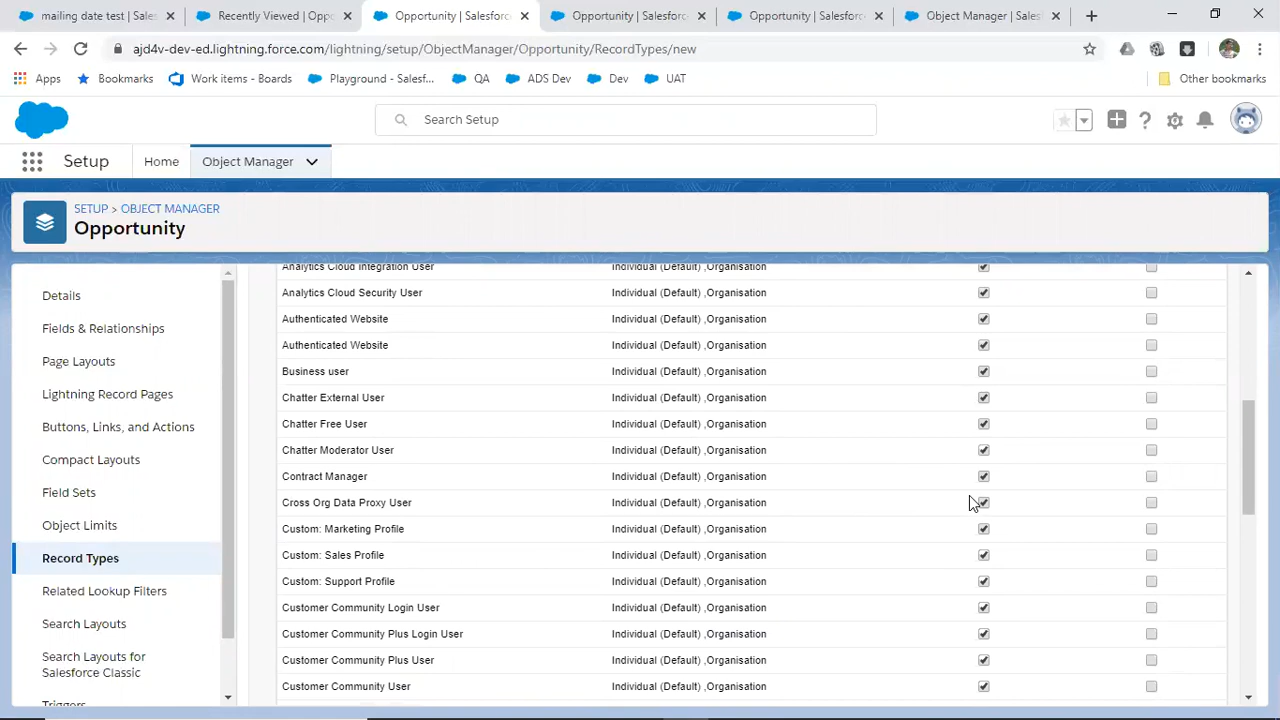 mailing date test | Sales
Recently Viewed | Oppo
Opportunity | Salesforce
Opportunity | Salesforc
Opportunity | Salesforc
Object Manager | Sales
ajd4v-dev-ed.lightning.force.com/lightning/setup/ObjectManager/Opportunity/RecordTypes/new
Apps
Bookmarks
Work items - Boards
Playground - Salesf...
QA
ADS Dev
Dev
UAT
Other bookmarks
Search Setup
Setup
Home
Object Manager
SETUP > OBJECT MANAGER
Opportunity
Details
Fields & Relationships
Page Layouts
Lightning Record Pages
Buttons, Links, and Actions
Compact Layouts
Field Sets
Object Limits
Record Types
Related Lookup Filters
Search Layouts
Search Layouts for
Salesforce Classic
Triggers
Analytics Cloud Integration User Individual (Default) ,Organisation
Analytics Cloud Security User Individual (Default) ,Organisation
Authenticated Website Individual (Default) ,Organisation
Authenticated Website Individual (Default) ,Organisation
Business user Individual (Default) ,Organisation
Chatter External User Individual (Default) ,Organisation
Chatter Free User Individual (Default) ,Organisation
Chatter Moderator User Individual (Default) ,Organisation
Contract Manager Individual (Default) ,Organisation
Cross Org Data Proxy User Individual (Default) ,Organisation
Custom: Marketing Profile Individual (Default) ,Organisation
Custom: Sales Profile Individual (Default) ,Organisation
Custom: Support Profile Individual (Default) ,Organisation
Customer Community Login User Individual (Default) ,Organisation
Customer Community Plus Login User Individual (Default) ,Organisation
Customer Community Plus User Individual (Default) ,Organisation
Customer Community User Individual (Default) ,Organisation